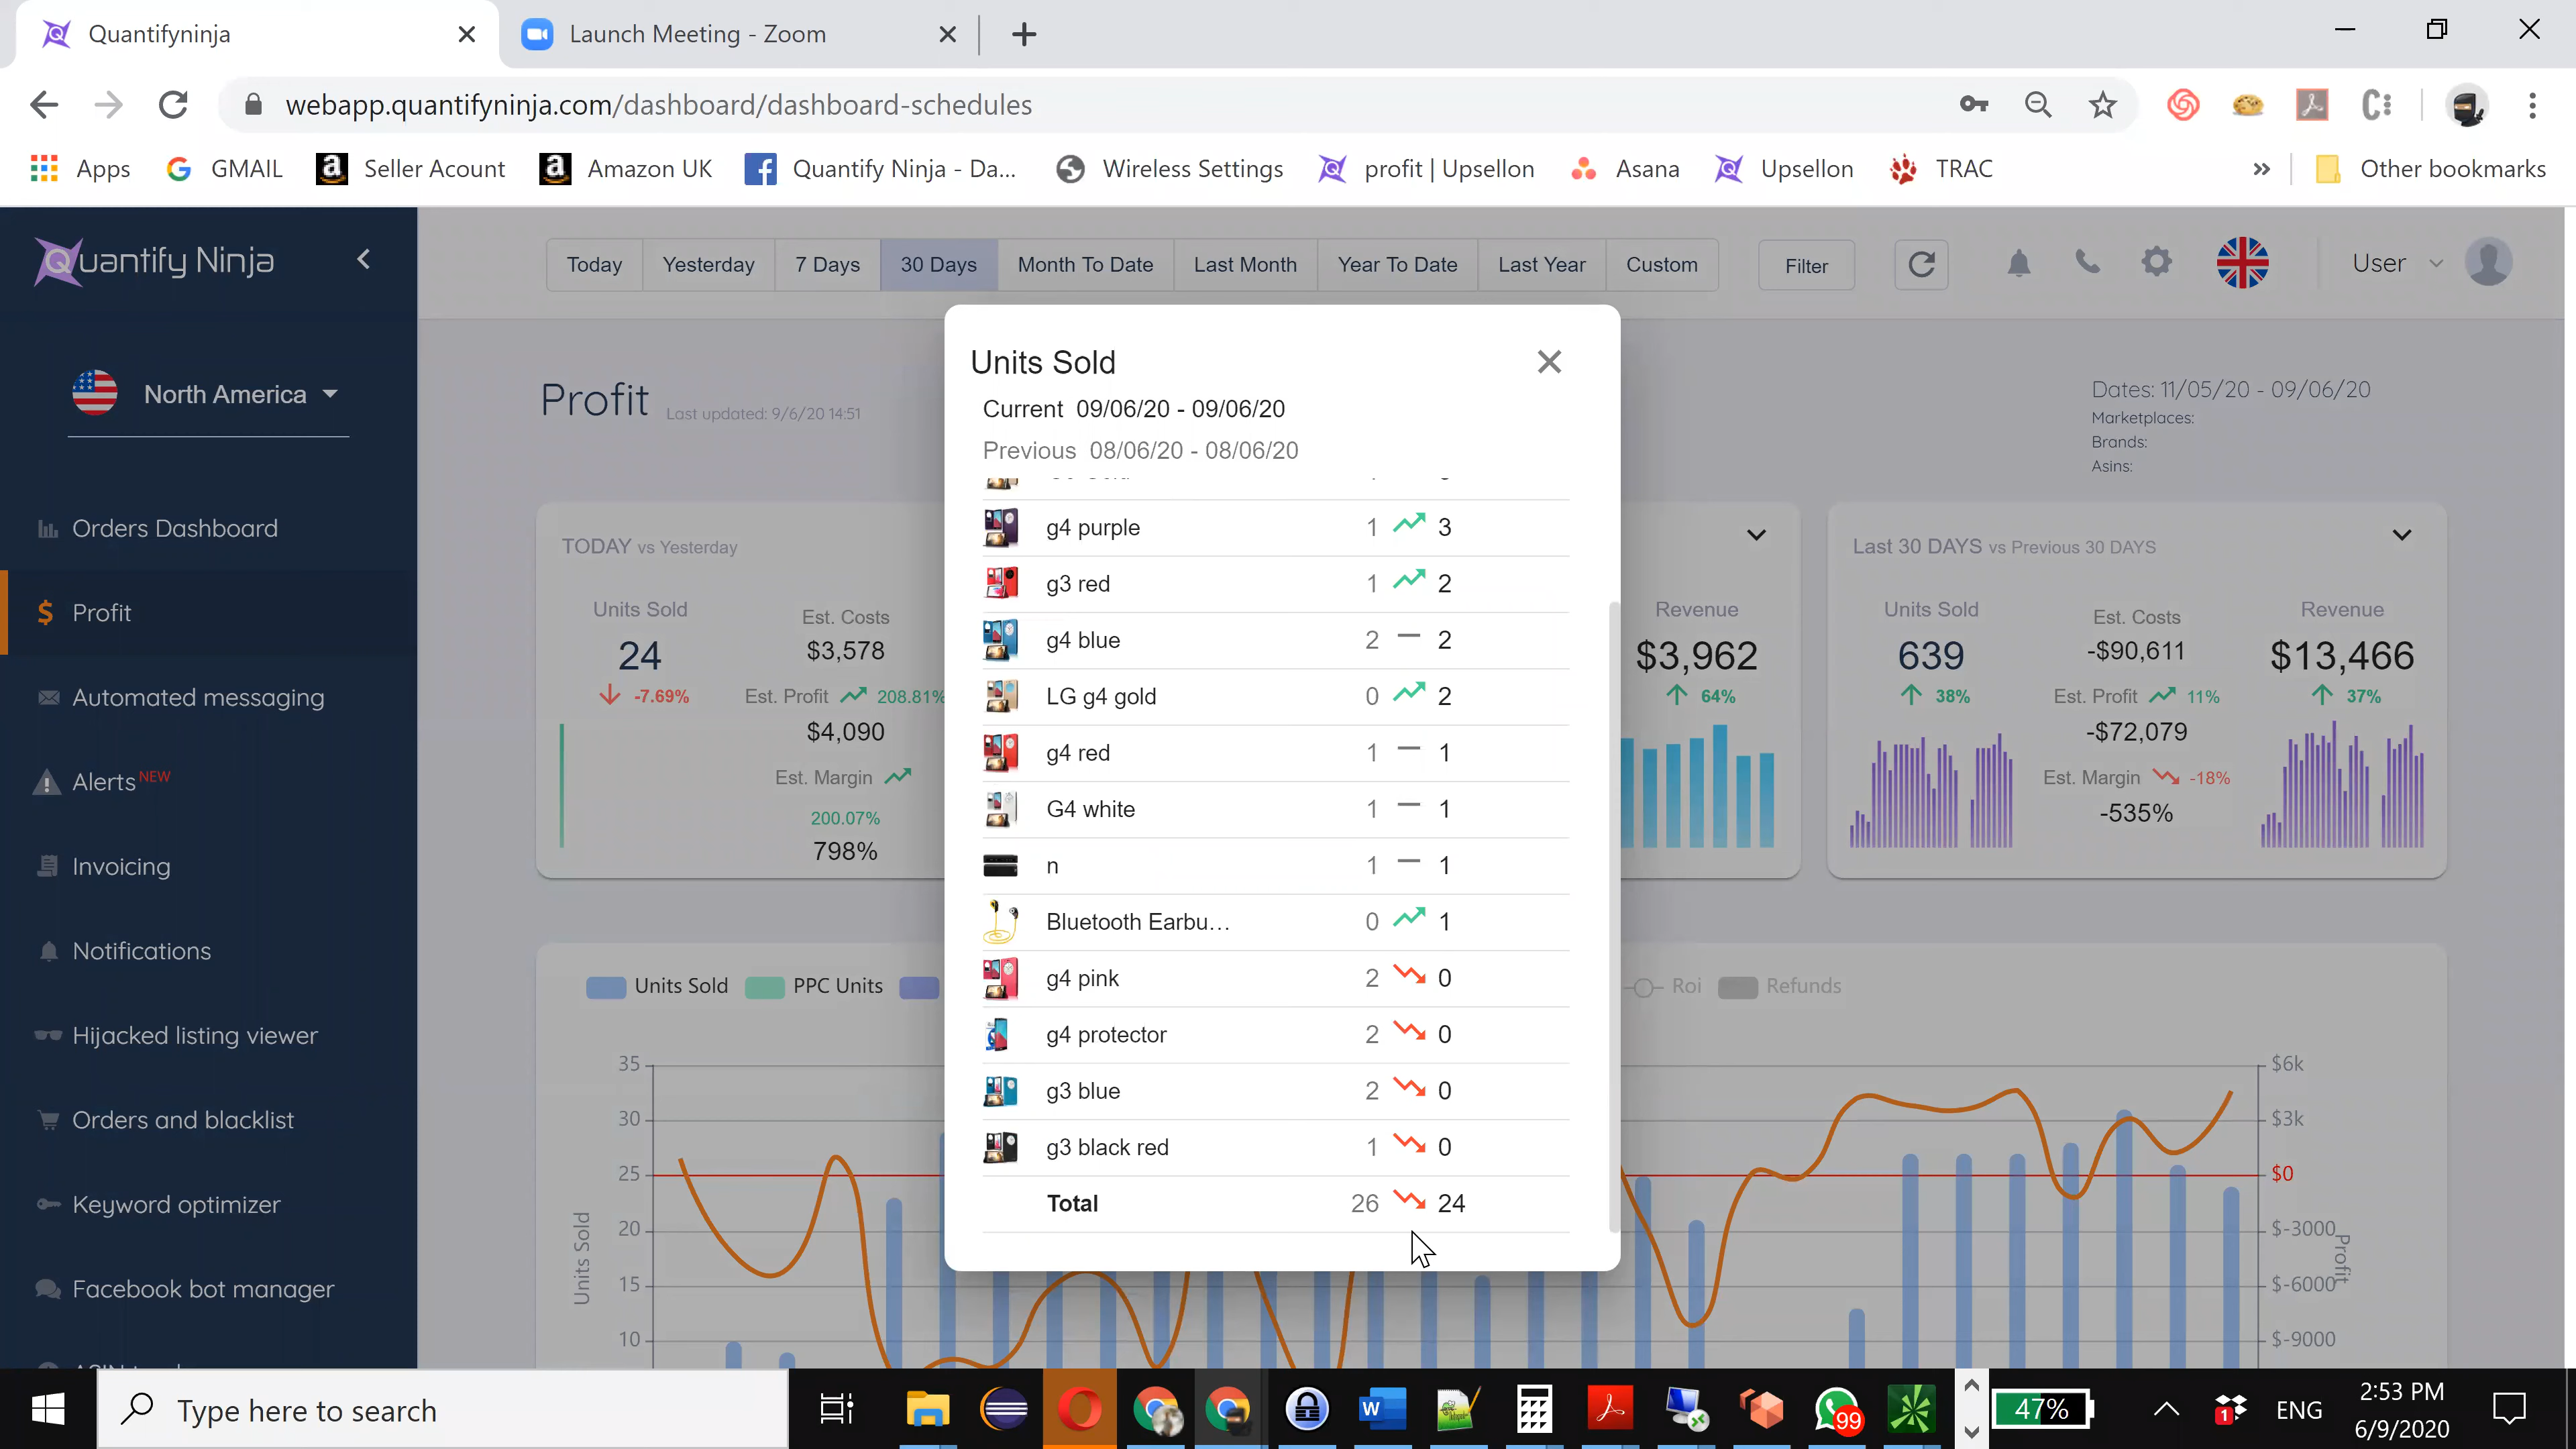 Quantifyninja
Launch Meeting - Zoom
webapp.quantifyninja.com/dashboard/dashboard-schedules
Apps
GMAIL
Seller Acount
Amazon UK
Quantify Ninja - Da...
Wireless Settings
profit | Upsellon
Asana
Upsellon
TRAC
»
Other bookmarks
Quantify Ninja
Today
Yesterday
7 Days
30 Days
Month To Date
Last Month
Year To Date
Last Year
Custom
Filter
User
North America
Orders Dashboard
Profit
Automated messaging
Alerts NEW
Invoicing
Notifications
Hijacked listing viewer
Orders and blacklist
Keyword optimizer
Facebook bot manager
Profit
Last updated: 9/6/20 14:51
Dates: 11/05/20 - 09/06/20
Marketplaces:
Brands:
Asins:
TODAY vs Yesterday
Units Sold
24
-7.69%
Est. Costs
$3,578
Est. Profit 208.81%
$4,090
Est. Margin
200.07%
798%
Units Sold
Current 09/06/20 - 09/06/20
Previous 08/06/20 - 08/06/20
g4 purple 1 3
g3 red 1 2
g4 blue 2 2
LG g4 gold 0 2
g4 red 1 1
G4 white 1 1
n 1 1
Bluetooth Earbu... 0 1
g4 pink 2 0
g4 protector 2 0
g3 blue 2 0
g3 black red 1 0
Total 26 24
Revenue
$3,962
64%
Last 30 DAYS vs Previous 30 DAYS
Units Sold
639
38%
Est. Costs
-$90,611
Est. Profit 11%
-$72,079
Est. Margin -18%
-535%
Revenue
$13,466
37%
Units Sold
PPC Units
Roi
Refunds
35
30
25
20
15
10
Units Sold
$6k
$3k
$0
$-3000
$-6000
$-9000
Profit
Type here to search
99
47%
1
ENG
2:53 PM
6/9/2020